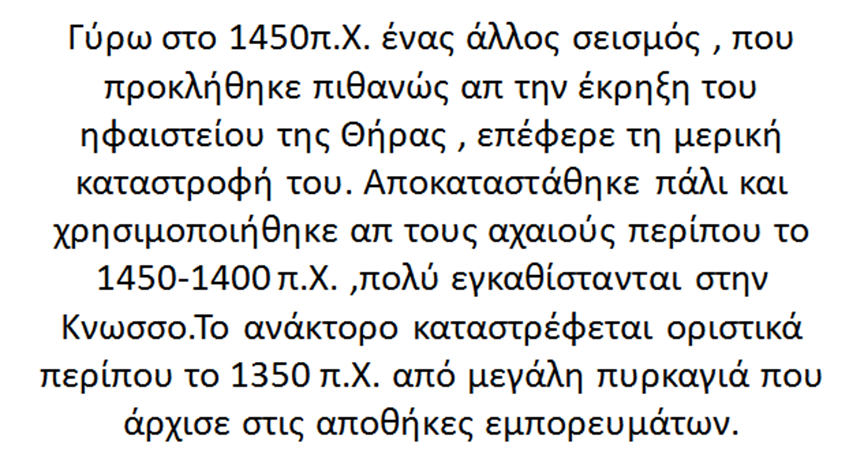 Γύρω στο 1450π.Χ. ένας άλλος σεισμός , που
προκλήθηκε πιθανώς απ την έκρηξη του
ηφαιστείου της Θήρας , επέφερε τη μερική
καταστροφή του. Αποκαταστάθηκε πάλι και
χρησιμοποιήθηκε απ τους αχαιούς περίπου το
1450-1400 π.Χ. ,πολύ εγκαθίστανται στην
Κνωσσο.Το ανάκτορο καταστρέφεται οριστικά
περίπου το 1350 π.Χ. από μεγάλη πυρκαγιά που
άρχισε στις αποθήκες εμπορευμάτων.